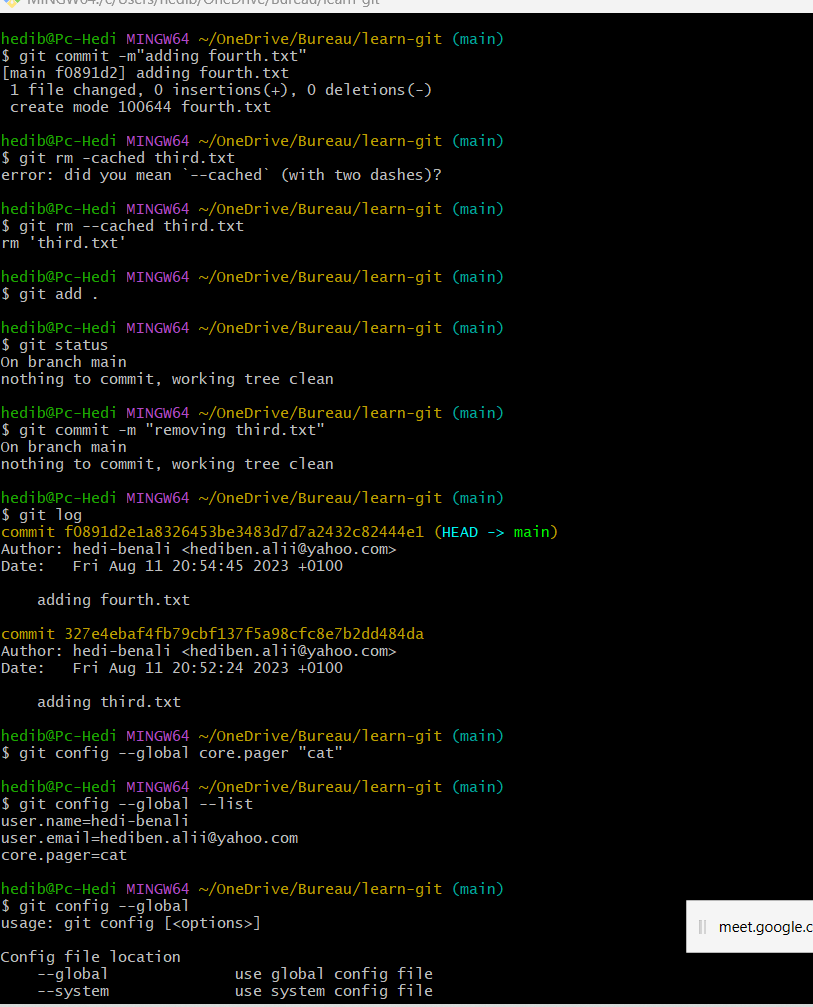 MINGW64:/c/Users/hedib/OneDrive/Bureau/learn-git
hedib@Pc-Hedi MINGW64 ~/OneDrive/Bureau/learn-git (main)
$ git commit -m"adding fourth.txt"
[main f0891d2] adding fourth.txt
 1 file changed, 0 insertions(+), 0 deletions(-)
 create mode 100644 fourth.txt
hedib@Pc-Hedi MINGW64 ~/OneDrive/Bureau/learn-git (main)
$ git rm -cached third.txt
error: did you mean `--cached` (with two dashes)?
hedib@Pc-Hedi MINGW64 ~/OneDrive/Bureau/learn-git (main)
$ git rm --cached third.txt
rm 'third.txt'
hedib@Pc-Hedi MINGW64 ~/OneDrive/Bureau/learn-git (main)
$ git add .
hedib@Pc-Hedi MINGW64 ~/OneDrive/Bureau/learn-git (main)
$ git status
On branch main
nothing to commit, working tree clean
hedib@Pc-Hedi MINGW64 ~/OneDrive/Bureau/learn-git (main)
$ git commit -m "removing third.txt"
On branch main
nothing to commit, working tree clean
hedib@Pc-Hedi MINGW64 ~/OneDrive/Bureau/learn-git (main)
$ git log
commit f0891d2e1a8326453be3483d7d7a2432c82444e1 (HEAD -> main)
Author: hedi-benali <hediben.alii@yahoo.com>
Date:   Fri Aug 11 20:54:45 2023 +0100
    adding fourth.txt
commit 327e4ebaf4fb79cbf137f5a98cfc8e7b2dd484da
Author: hedi-benali <hediben.alii@yahoo.com>
Date:   Fri Aug 11 20:52:24 2023 +0100
    adding third.txt
hedib@Pc-Hedi MINGW64 ~/OneDrive/Bureau/learn-git (main)
$ git config --global core.pager "cat"
hedib@Pc-Hedi MINGW64 ~/OneDrive/Bureau/learn-git (main)
$ git config --global --list
user.name=hedi-benali
user.email=hediben.alii@yahoo.com
core.pager=cat
hedib@Pc-Hedi MINGW64 ~/OneDrive/Bureau/learn-git (main)
$ git config --global
usage: git config [<options>]
meet.google.c
Config file location
    --global              use global config file
    --system              use system config file